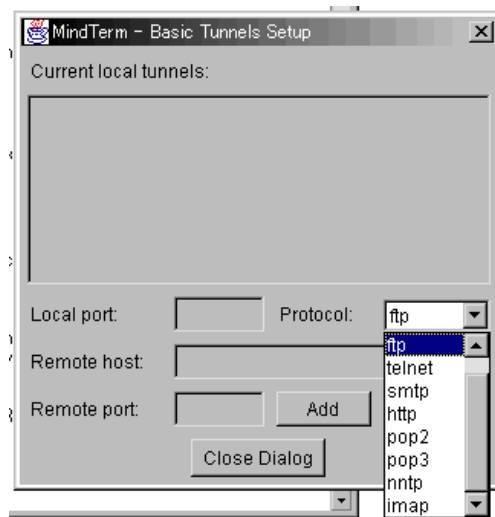 MindTerm - Basic Tunnels Setup
Current local tunnels:
Local port:
Protocol:
ftp
Remote host:
Remote port:
Add
Close Dialog
ftp
telnet
smtp
http
pop2
pop3
nntp
imap